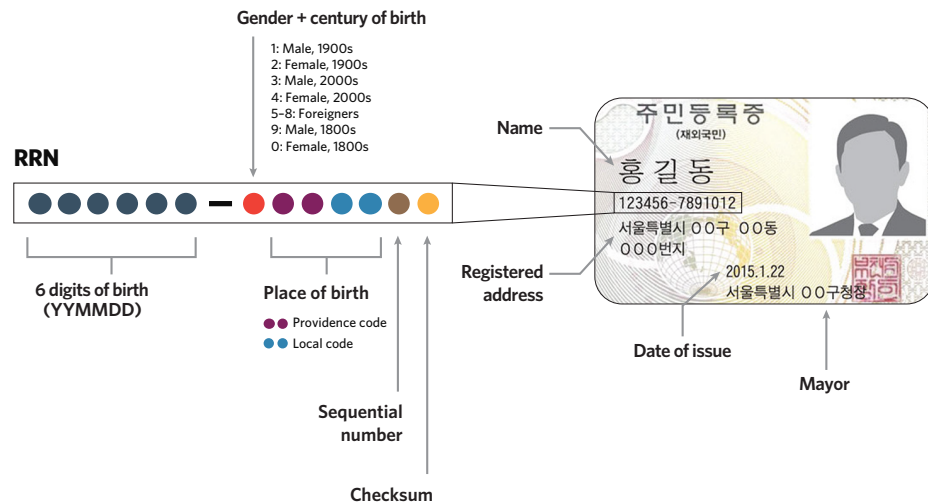 Gender + century of birth
1: Male, 1900s
2: Female, 1900s
3: Male, 2000s
4: Female, 2000s
5-8: Foreigners
9: Male, 1800s
0: Female, 1800s
RRN
6 digits of birth
(YYMMDD)
Place of birth
Providence code
Local code
Sequential
number
Checksum
Name
Registered
address
Date of issue
Mayor
주민등록증
(재외국민)
홍길동
123456-7891012
서울특별시 OO구 OO동
OOO번지
2015.1.22
서울특별시 OO구청장